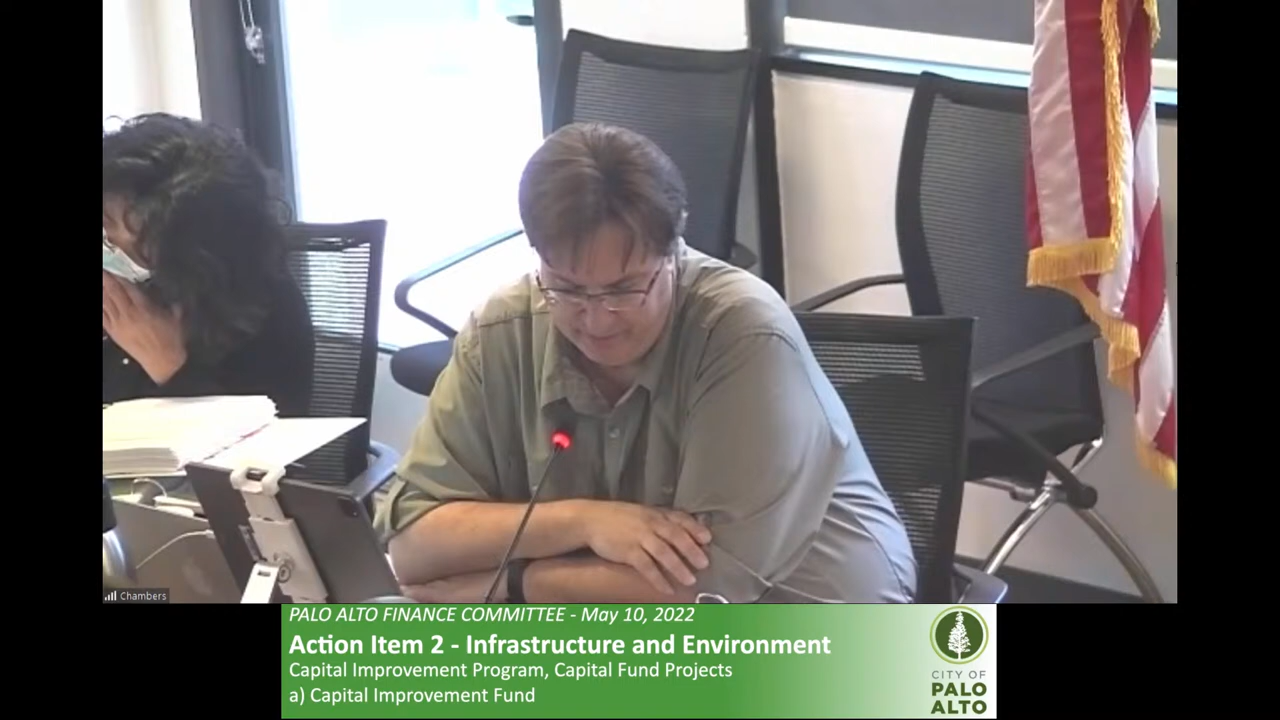 Chambers
PALO ALTO FINANCE COMMITTEE - May 10, 2022
Action Item 2 - Infrastructure and Environment
Capital Improvement Program, Capital Fund Projects
a) Capital Improvement Fund
CITY OF
PALO
ALTO